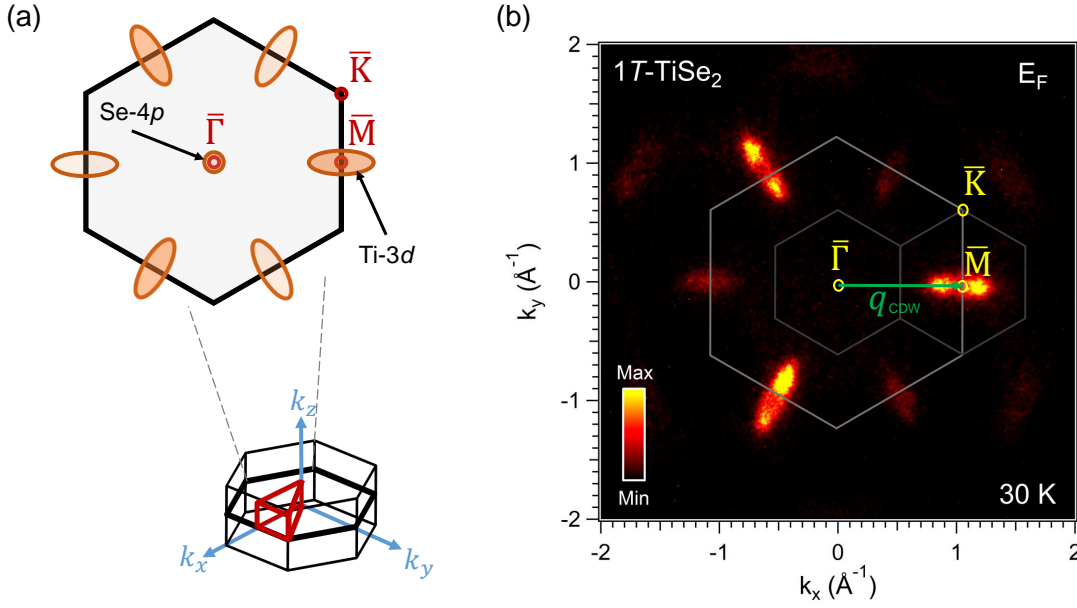 (a)
K̅
Se-4p
Γ̅
M̅
Ti-3d
k_z
k_x
k_y
(b)
1T-TiSe₂
E_F
K̅
Γ̅
M̅
q_CDW
Max
Min
30 K
2
1
0
-1
-2
k_y (Å⁻¹)
-2 -1 0 1 2
k_x (Å⁻¹)